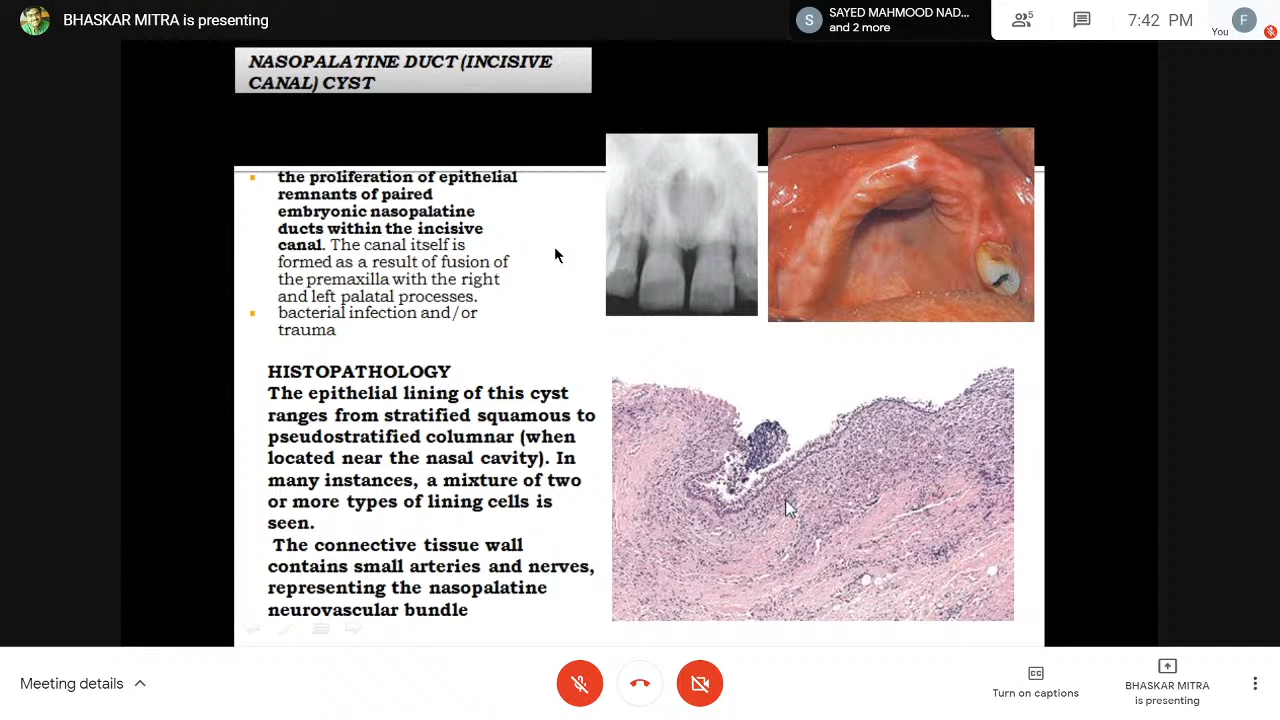 BHASKAR MITRA is presenting
S
SAYED MAHMOOD NAD...
and 2 more
5
7:42 PM
You
F
NASOPALATINE DUCT (INCISIVE
CANAL) CYST
the proliferation of epithelial
remnants of paired
embryonic nasopalatine
ducts within the incisive
canal. The canal itself is
formed as a result of fusion of
the premaxilla with the right
and left palatal processes.
bacterial infection and/or
trauma
HISTOPATHOLOGY
The epithelial lining of this cyst
ranges from stratified squamous to
pseudostratified columnar (when
located near the nasal cavity). In
many instances, a mixture of two
or more types of lining cells is
seen.
The connective tissue wall
contains small arteries and nerves,
representing the nasopalatine
neurovascular bundle
Meeting details
CC
Turn on captions
BHASKAR MITRA
is presenting